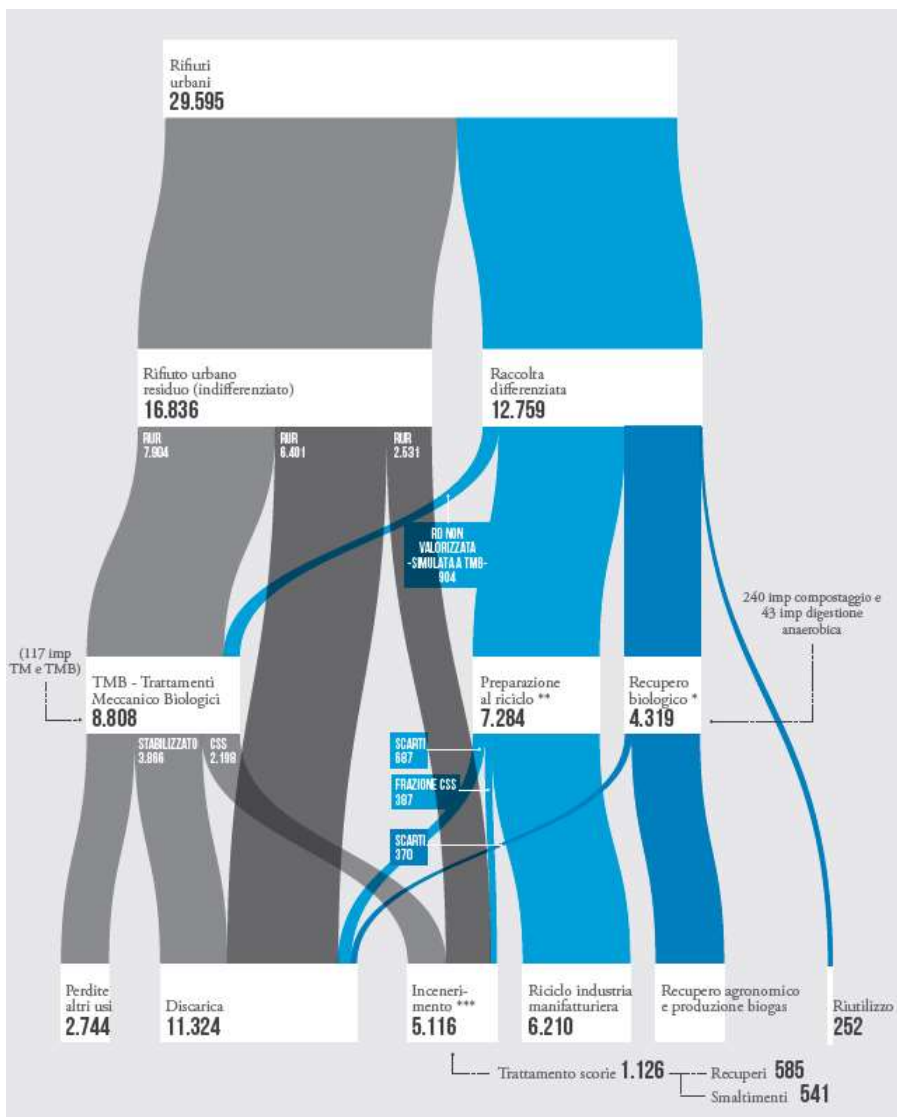 Rifiuti
urbani
29.595
Rifiuto urbano
residuo (indifferenziato)
16.836
Raccolta
differenziata
12.759
RUR
7.904
RUR
6.401
RUR
2.531
RD NON
VALORIZZATA
-SIMULATA A TMB-
904
240 imp compostaggio e
43 imp digestione
anaerobica
(117 imp
TM e TMB)
TMB - Trattamenti
Meccanico Biologici
8.808
Preparazione
al riciclo **
7.284
Recupero
biologico *
4.319
STABILIZZATO
3.866
CSS
2.198
SCARTI
687
FRAZIONE CSS
387
SCARTI
370
Perdite
altri usi
2.744
Discarica
11.324
Inceneri-
mento ***
5.116
Riciclo industria
manifatturiera
6.210
Recupero agronomico
e produzione biogas
Riutilizzo
252
Trattamento scorie 1.126
Recuperi 585
Smaltimenti 541